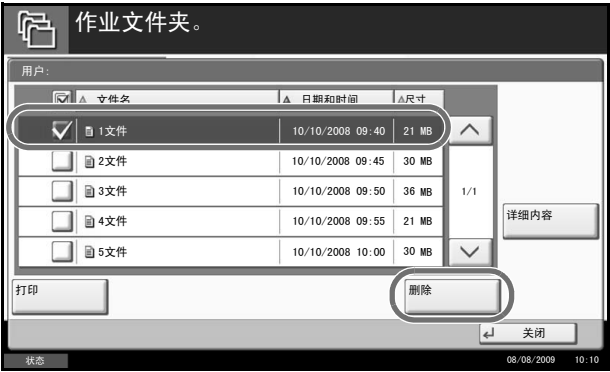 作业文件夹。
用户:
文件名 日期和时间 尺寸
1文件 10/10/2008 09:40 21 MB
2文件 10/10/2008 09:45 30 MB
3文件 10/10/2008 09:50 36 MB 1/1
4文件 10/10/2008 09:55 21 MB
详细内容
5文件 10/10/2008 10:00 30 MB
打印 删除
关闭
状态 08/08/2009 10:10